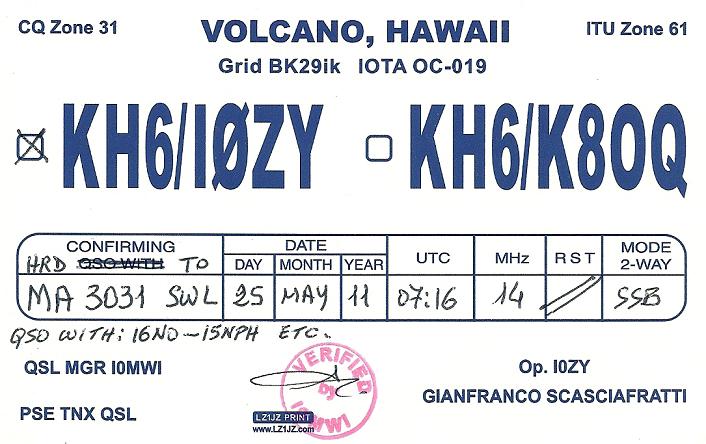 CQ Zone 31
VOLCANO, HAWAII
ITU Zone 61
Grid BK29ik IOTA OC-019
KH6/IØZY
KH6/K8OQ
CONFIRMING DATE UTC MHz RST MODE
HRD QSO WITH TO DAY MONTH YEAR 2-WAY
MA 3031 SWL 25 MAY 11 07:16 14 // SSB
QSO WITH: I6NO-I5NPH ETC.
QSL MGR I0MWI
Op. I0ZY
GIANFRANCO SCASCIAFRATTI
PSE TNX QSL
VERIFIED
by
I0MWI
LZ1JZ PRINT
www.LZ1JZ.com